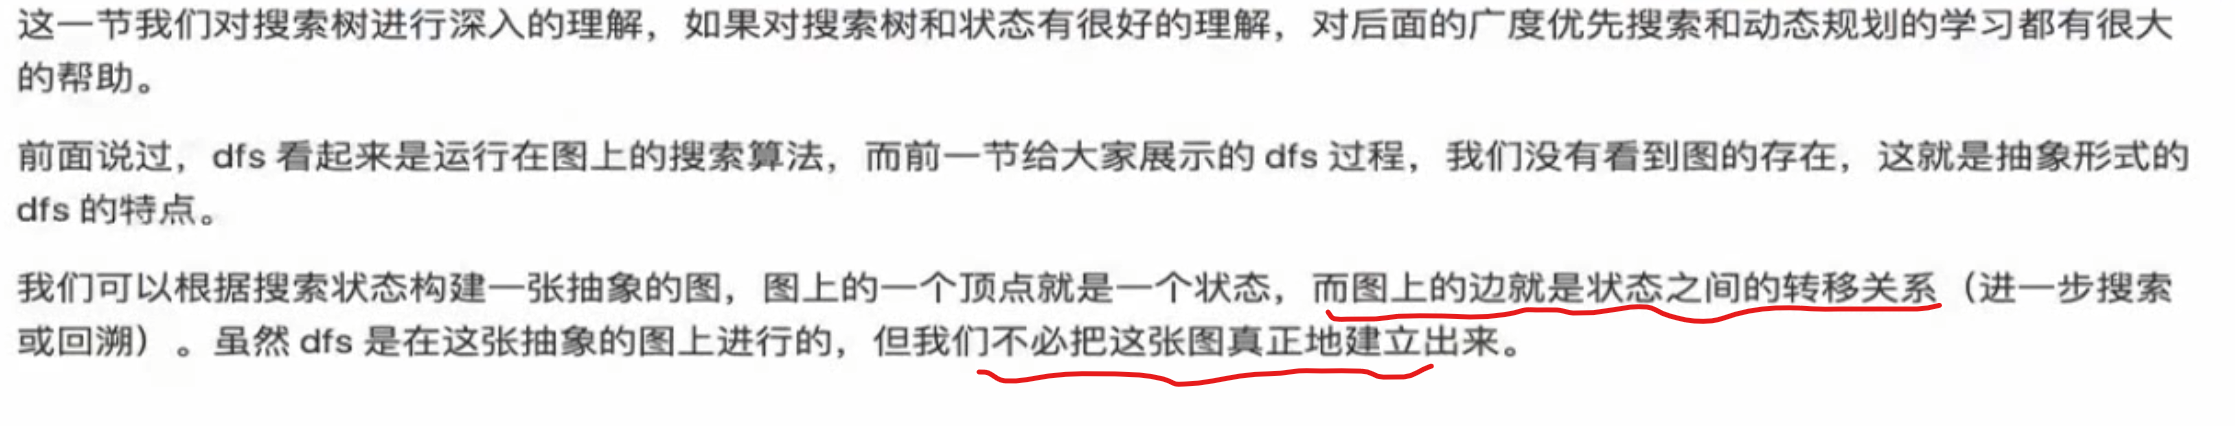 这一节我们对搜索树进行深入的理解，如果对搜索树和状态有很好的理解，对后面的广度优先搜索和动态规划的学习都有很大
的帮助。
前面说过，dfs 看起来是运行在图上的搜索算法，而前一节给大家展示的 dfs 过程，我们没有看到图的存在，这就是抽象形式的
dfs 的特点。
我们可以根据搜索状态构建一张抽象的图，图上的一个顶点就是一个状态，而图上的边就是状态之间的转移关系（进一步搜索
或回溯）。虽然 dfs 是在这张抽象的图上进行的，但我们不必把这张图真正地建立出来。